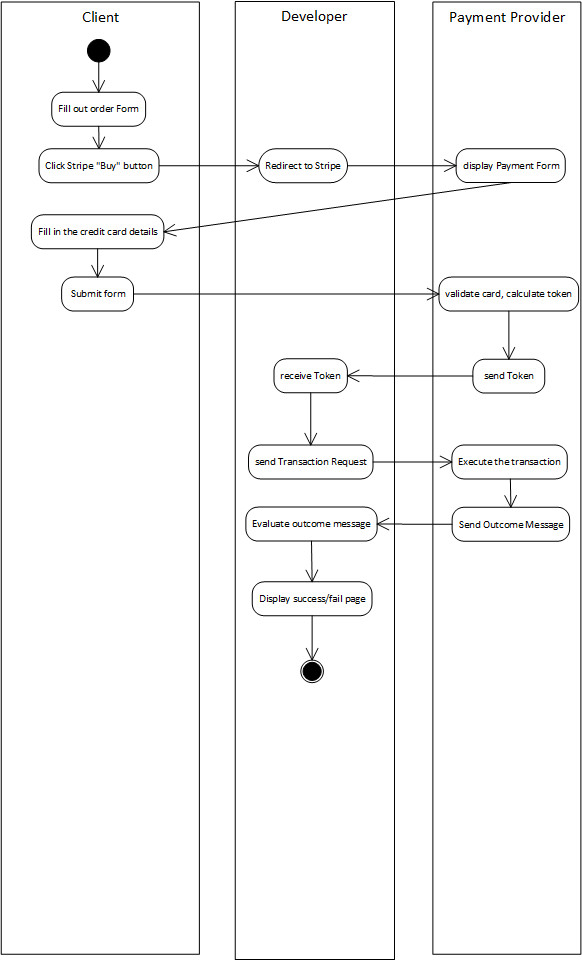 Client
Developer
Payment Provider
Fill out order Form
Click Stripe "Buy" button
Redirect to Stripe
display Payment Form
Fill in the credit card details
Submit form
validate card, calculate token
receive Token
send Token
send Transaction Request
Execute the transaction
Evaluate outcome message
Send Outcome Message
Display success/fail page